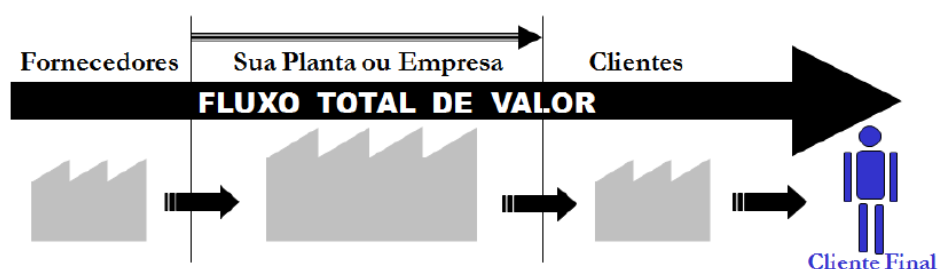 Fornecedores Sua Planta ou Empresa Clientes
FLUXO TOTAL DE VALOR
Cliente Final